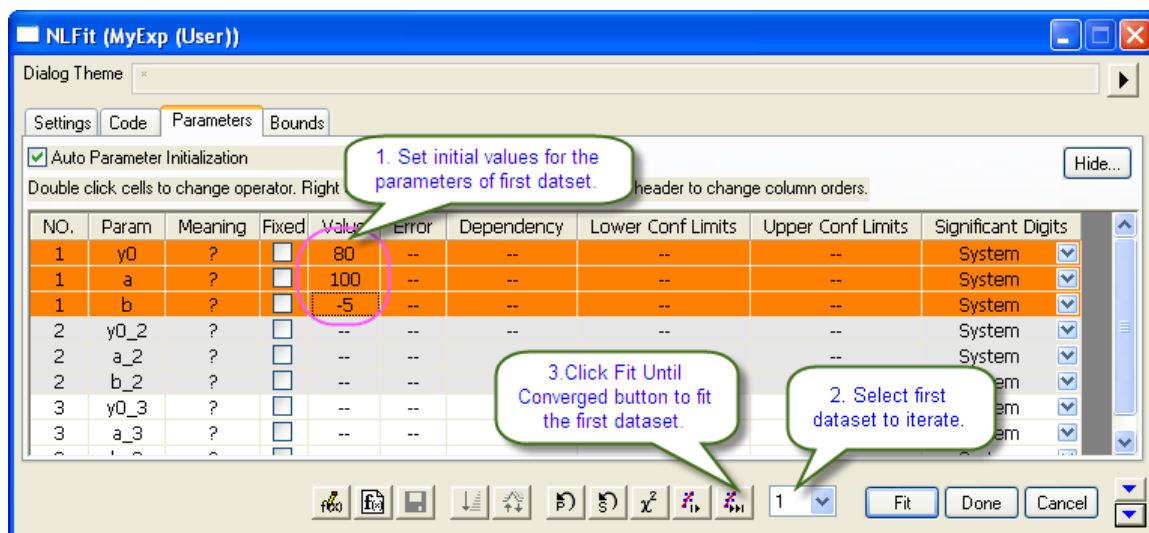 NLFit (MyExp (User))
Dialog Theme *
Settings Code Parameters Bounds
Auto Parameter Initialization
Hide...
1. Set initial values for the
parameters of first datset.
Double click cells to change operator. Right header to change column orders.
NO. Param Meaning Fixed Value Error Dependency Lower Conf Limits Upper Conf Limits Significant Digits
1 y0 ? 80 -- -- -- -- System
1 a ? 100 -- -- -- -- System
1 b ? -5 -- -- -- -- System
2 y0_2 ? -- -- -- -- -- System
2 a_2 ? -- -- -- System
2 b_2 ? -- -- em
3 y0_3 ? -- -- em
3 a_3 ? -- -- em
3.Click Fit Until
Converged button to fit
the first dataset.
2. Select first
dataset to iterate.
χ² 1 Fit Done Cancel